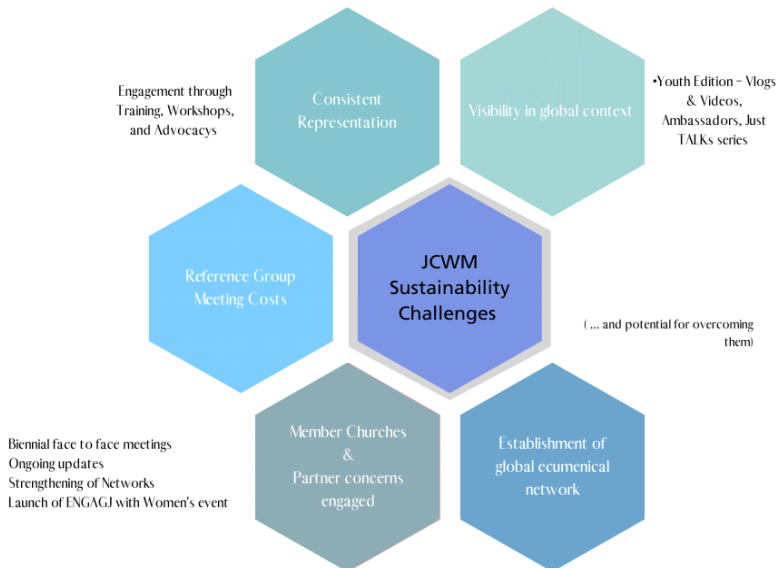 Engagement through
Training, Workshops,
and Advocacys
Consistent
Representation
Visibility in global context
•Youth Edition – Vlogs
& Videos,
Ambassadors, Just
TALKs series
Reference Group
Meeting Costs
JCWM
Sustainability
Challenges
( ... and potential for overcoming
them)
Biennial face to face meetings
Ongoing updates
Strengthening of Networks
Launch of ENGAGJ with Women's event
Member Churches
&
Partner concerns
engaged
Establishment of
global ecumenical
network